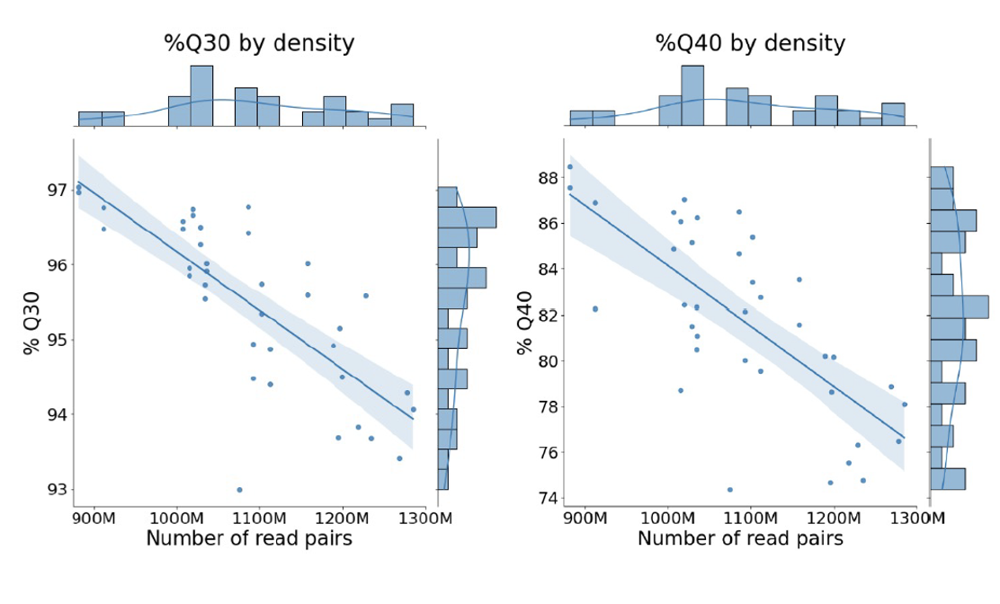 %Q30 by density
97
96
95
94
93
% Q30
900M 1000M 1100M 1200M 1300M
Number of read pairs
%Q40 by density
88
86
84
82
80
78
76
74
% Q40
900M 1000M 1100M 1200M 1300M
Number of read pairs